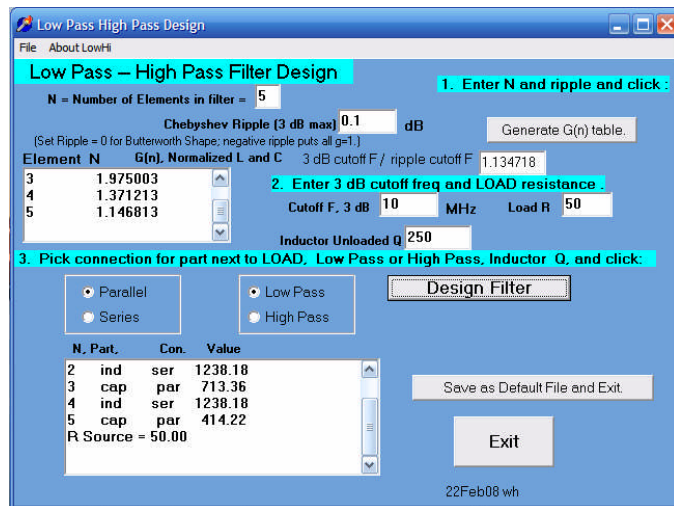 Low Pass High Pass Design
File About LowHi
Low Pass – High Pass Filter Design
1. Enter N and ripple and click :
N = Number of Elements in filter = 5
Chebyshev Ripple (3 dB max) 0.1 dB
Generate G(n) table.
(Set Ripple = 0 for Butterworth Shape; negative ripple puts all g=1.)
Element N G(n), Normalized L and C 3 dB cutoff F / ripple cutoff F 1.134718
3 1.975003
4 1.371213
5 1.146813
2. Enter 3 dB cutoff freq and LOAD resistance .
Cutoff F, 3 dB 10 MHz Load R 50
Inductor Unloaded Q 250
3. Pick connection for part next to LOAD, Low Pass or High Pass, Inductor Q, and click:
Parallel Low Pass Design Filter
Series High Pass
N, Part, Con. Value
2 ind ser 1238.18
3 cap par 713.36
4 ind ser 1238.18
5 cap par 414.22
R Source = 50.00
Save as Default File and Exit.
Exit
22Feb08 wh